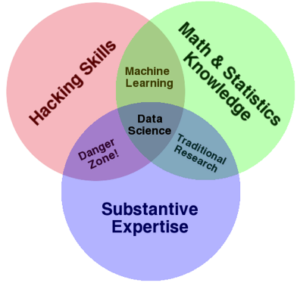 Hacking Skills
Math & Statistics
Knowledge
Machine
Learning
Data
Science
Danger
Zone!
Traditional
Research
Substantive
Expertise